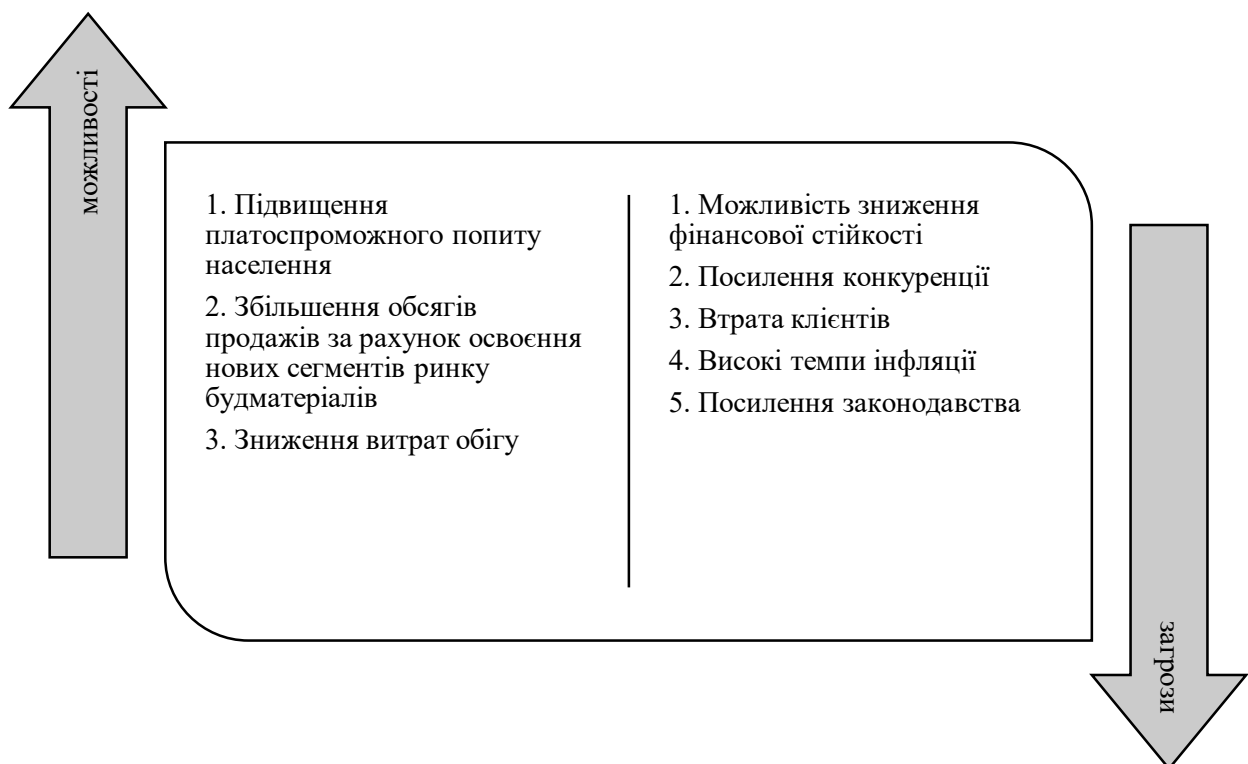 можливості
1. Підвищення
платоспроможного попиту
населення
2. Збільшення обсягів
продажів за рахунок освоєння
нових сегментів ринку
будматеріалів
3. Зниження витрат обігу
1. Можливість зниження
фінансової стійкості
2. Посилення конкуренції
3. Втрата клієнтів
4. Високі темпи інфляції
5. Посилення законодавства
загрози